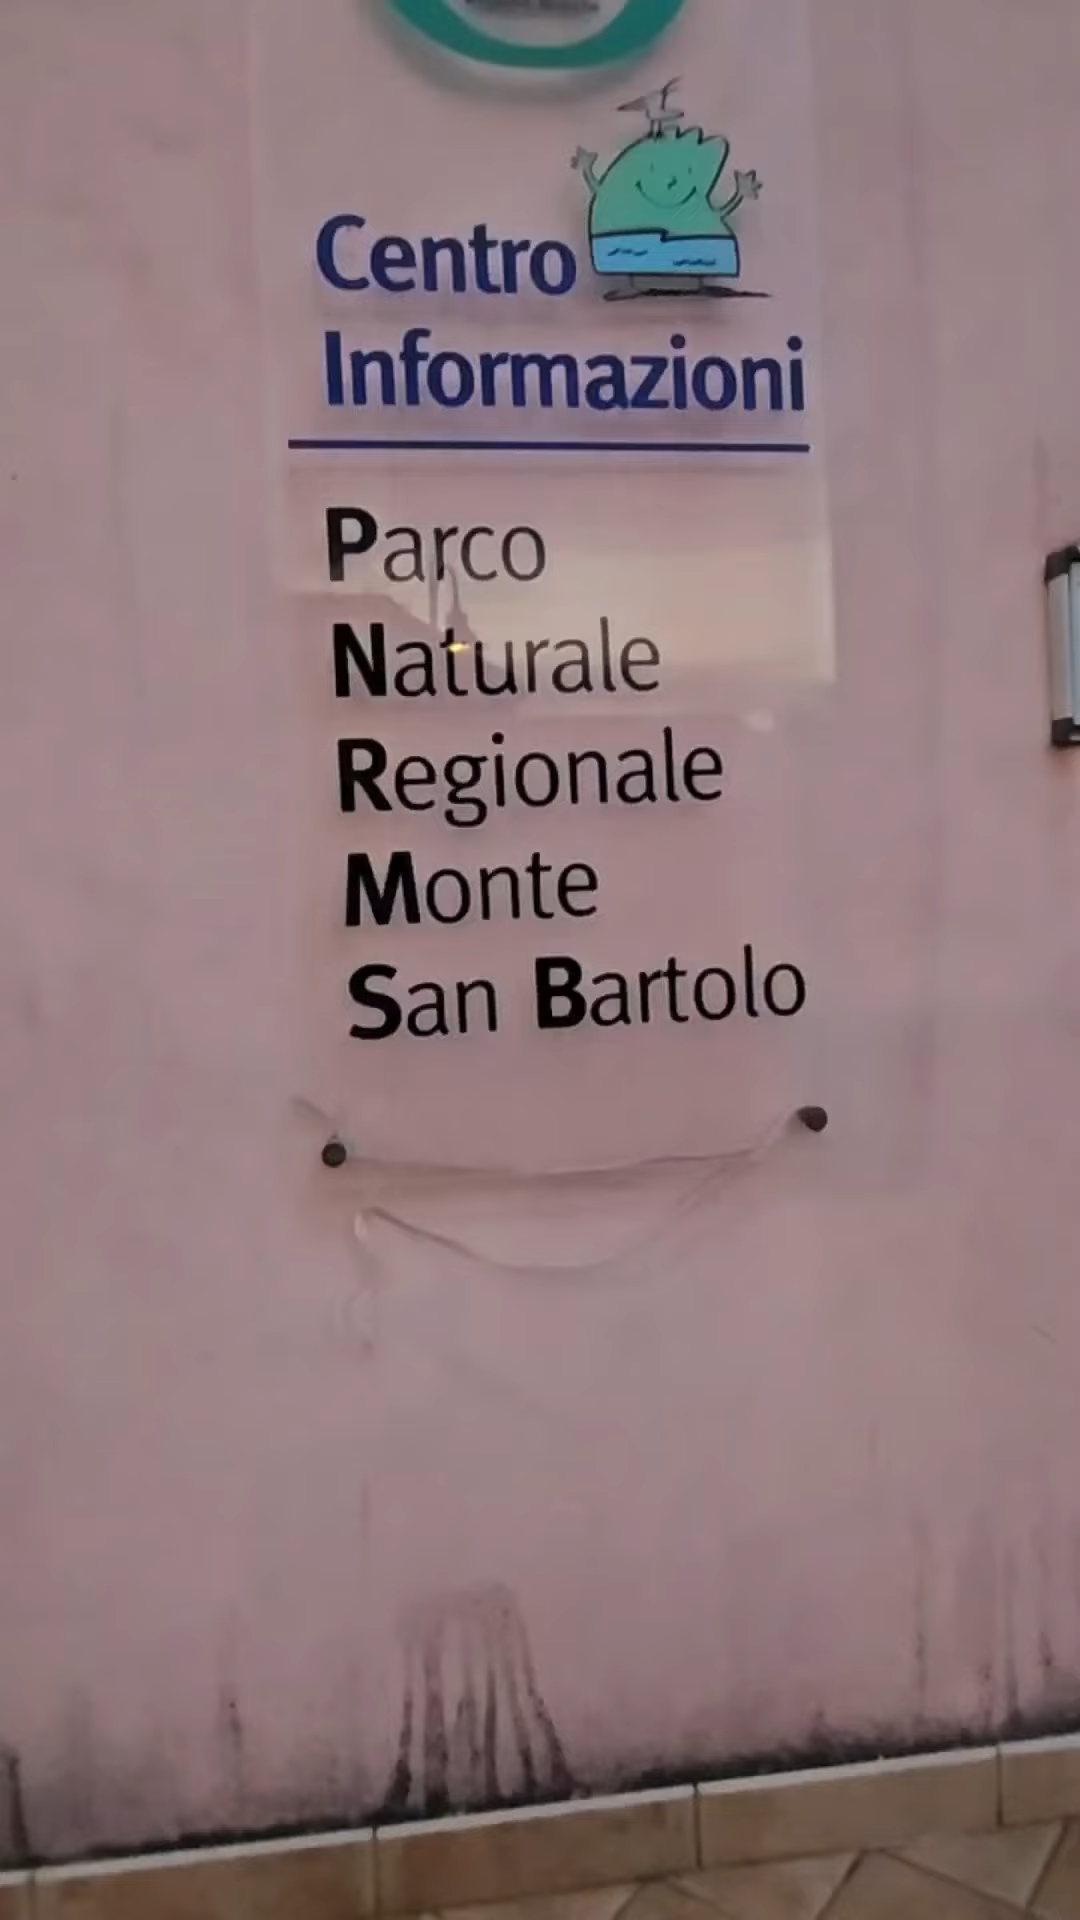 Centro
Informazioni
Parco
Naturale
Regionale
Monte
San Bartolo